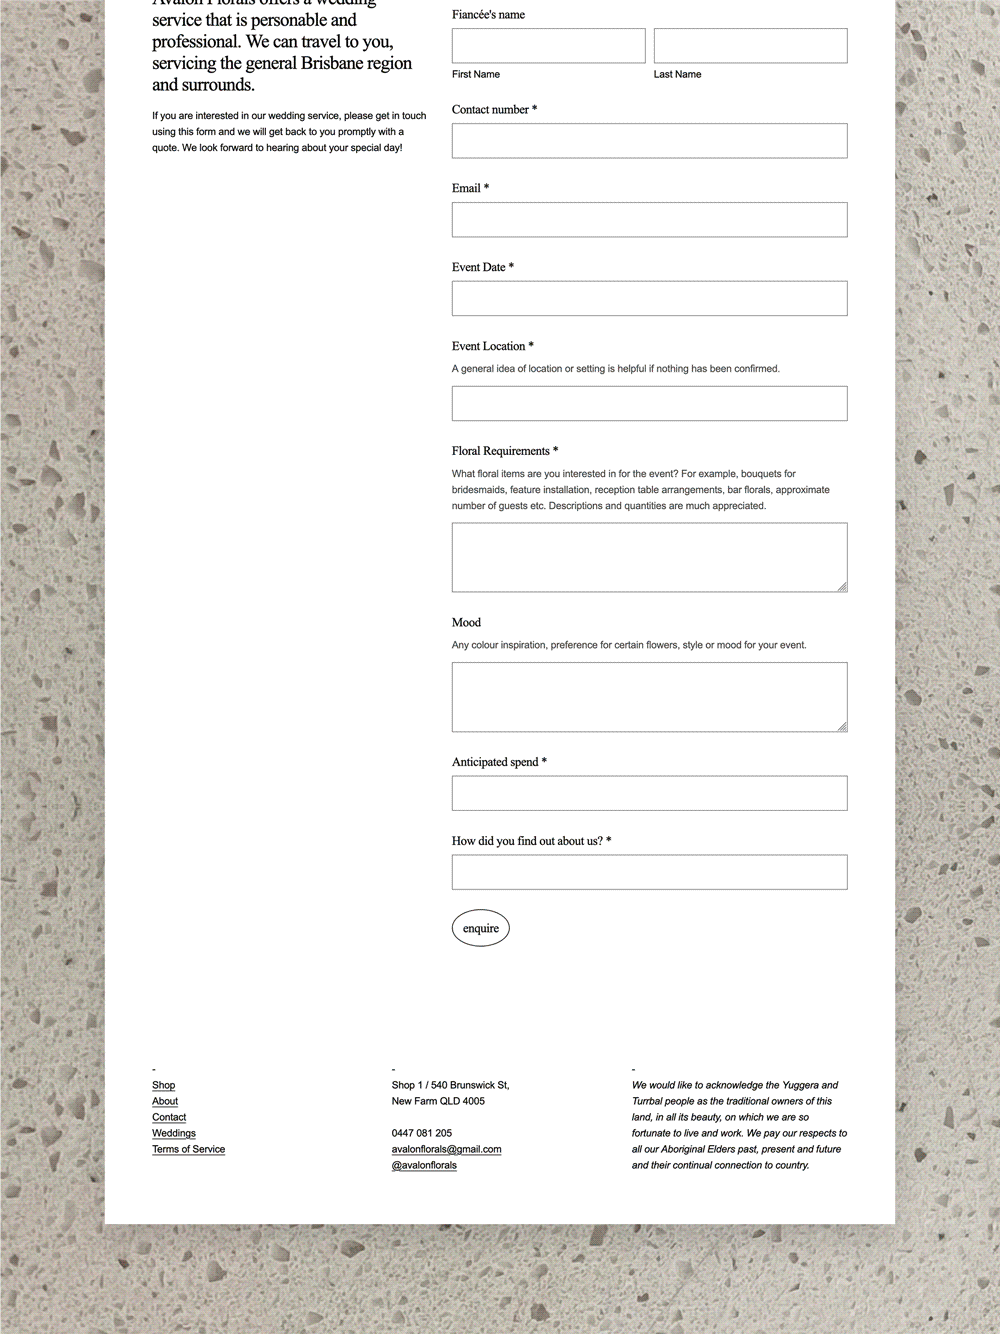 Avalon Florals offers a wedding
service that is personable and
professional. We can travel to you,
servicing the general Brisbane region
and surrounds.
If you are interested in our wedding service, please get in touch
using this form and we will get back to you promptly with a
quote. We look forward to hearing about your special day!
Fiancée's name
First Name
Last Name
Contact number *
Email *
Event Date *
Event Location *
A general idea of location or setting is helpful if nothing has been confirmed.
Floral Requirements *
What floral items are you interested in for the event? For example, bouquets for
bridesmaids, feature installation, reception table arrangements, bar florals, approximate
number of guests etc. Descriptions and quantities are much appreciated.
Mood
Any colour inspiration, preference for certain flowers, style or mood for your event.
Anticipated spend *
How did you find out about us? *
enquire
-
Shop
About
Contact
Weddings
Terms of Service
-
Shop 1 / 540 Brunswick St,
New Farm QLD 4005
0447 081 205
avalonflorals@gmail.com
@avalonflorals
-
We would like to acknowledge the Yuggera and
Turrbal people as the traditional owners of this
land, in all its beauty, on which we are so
fortunate to live and work. We pay our respects to
all our Aboriginal Elders past, present and future
and their continual connection to country.